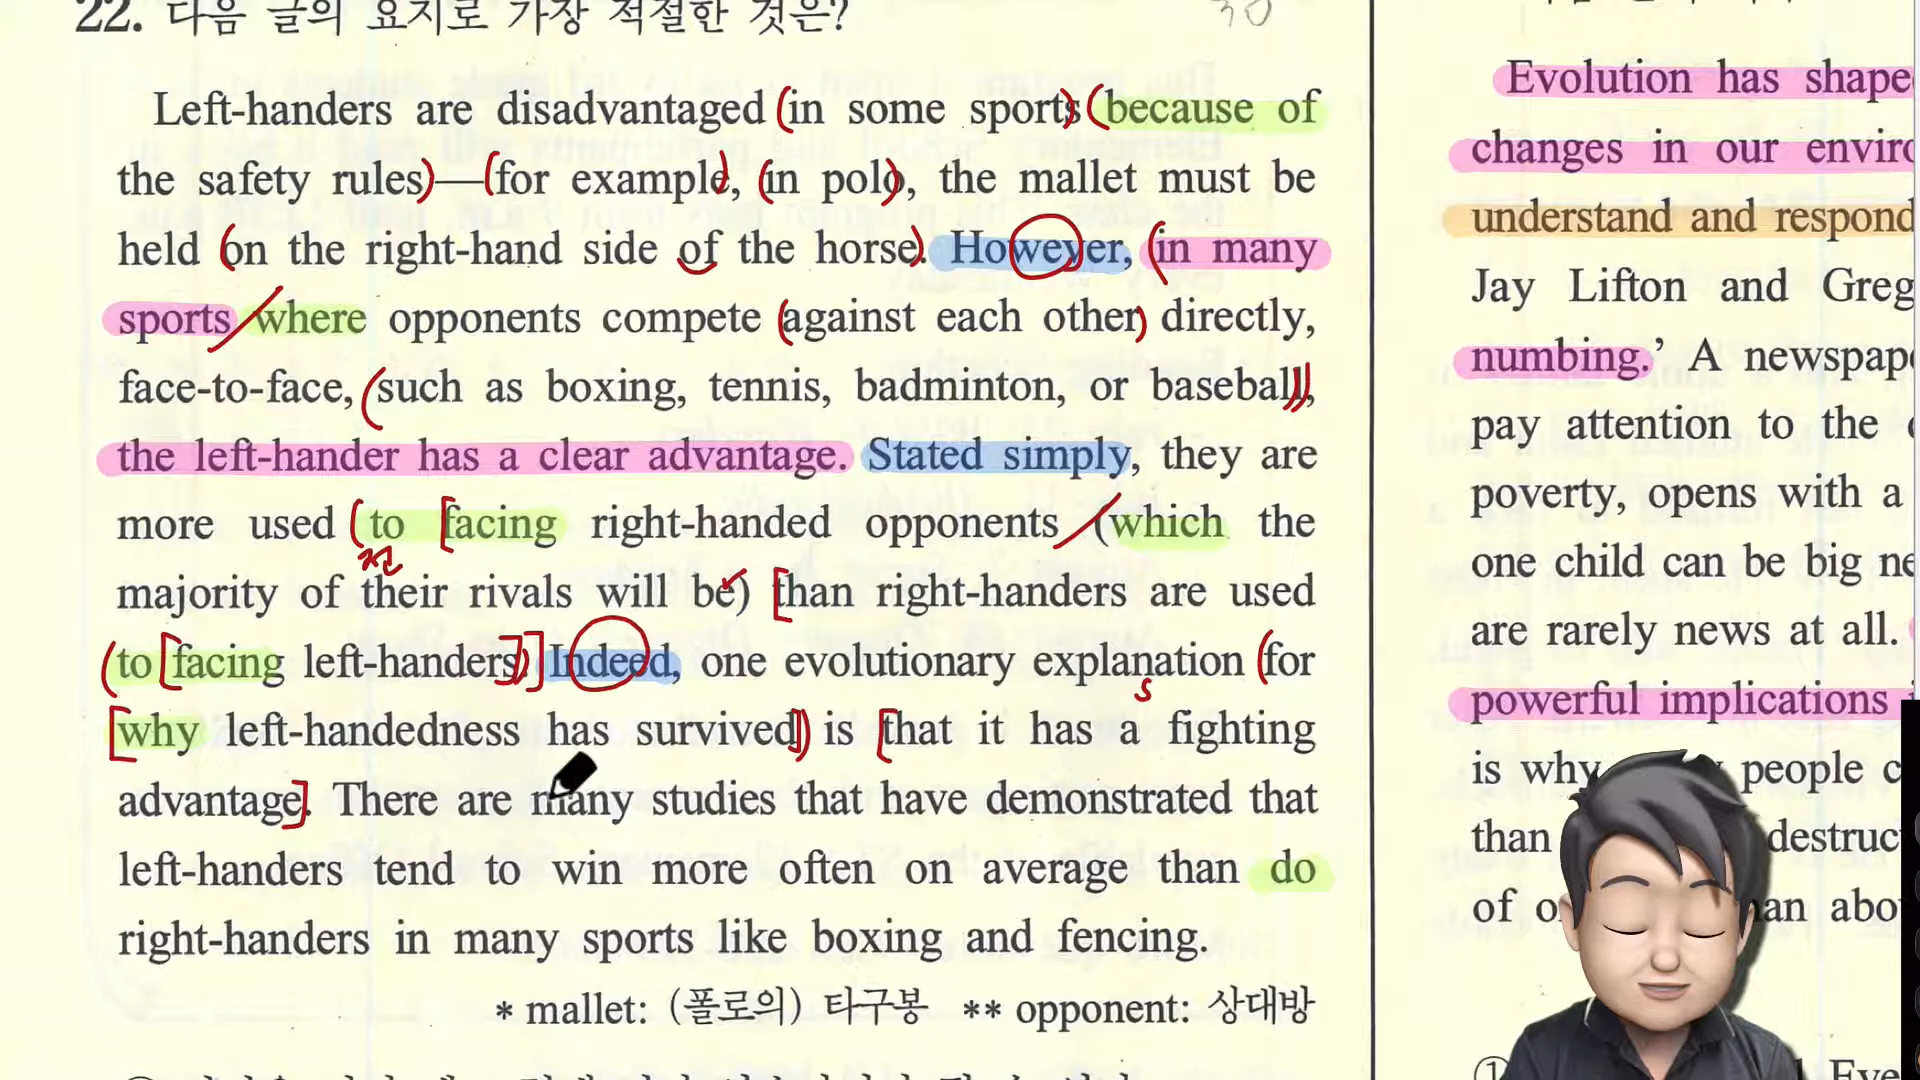 22. 다음 글의 요지로 가장 적절한 것은?
30
Left-handers are disadvantaged (in some sports) (because of
the safety rules)—(for example), (in polo), the mallet must be
held (on the right-hand side of the horse). However, (in many
sports / where opponents compete (against each other) directly,
face-to-face, (such as boxing, tennis, badminton, or baseball)),
the left-hander has a clear advantage. Stated simply, they are
more used (to [facing right-handed opponents / (which the
majority of their rivals will be) [than right-handers are used
(to [facing left-handers])]. Indeed, one evolutionary explanation (for
[why left-handedness has survived]) is [that it has a fighting
advantage]. There are many studies that have demonstrated that
left-handers tend to win more often on average than do
right-handers in many sports like boxing and fencing.
* mallet: (폴로의) 타구봉 ** opponent: 상대방
전
s
Evolution has shape
changes in our enviro
understand and respond
Jay Lifton and Greg
numbing.’ A newspap
pay attention to the
poverty, opens with a
one child can be big ne
are rarely news at all.
powerful implications
is why people c
than destruc
of o an abo
① Eve